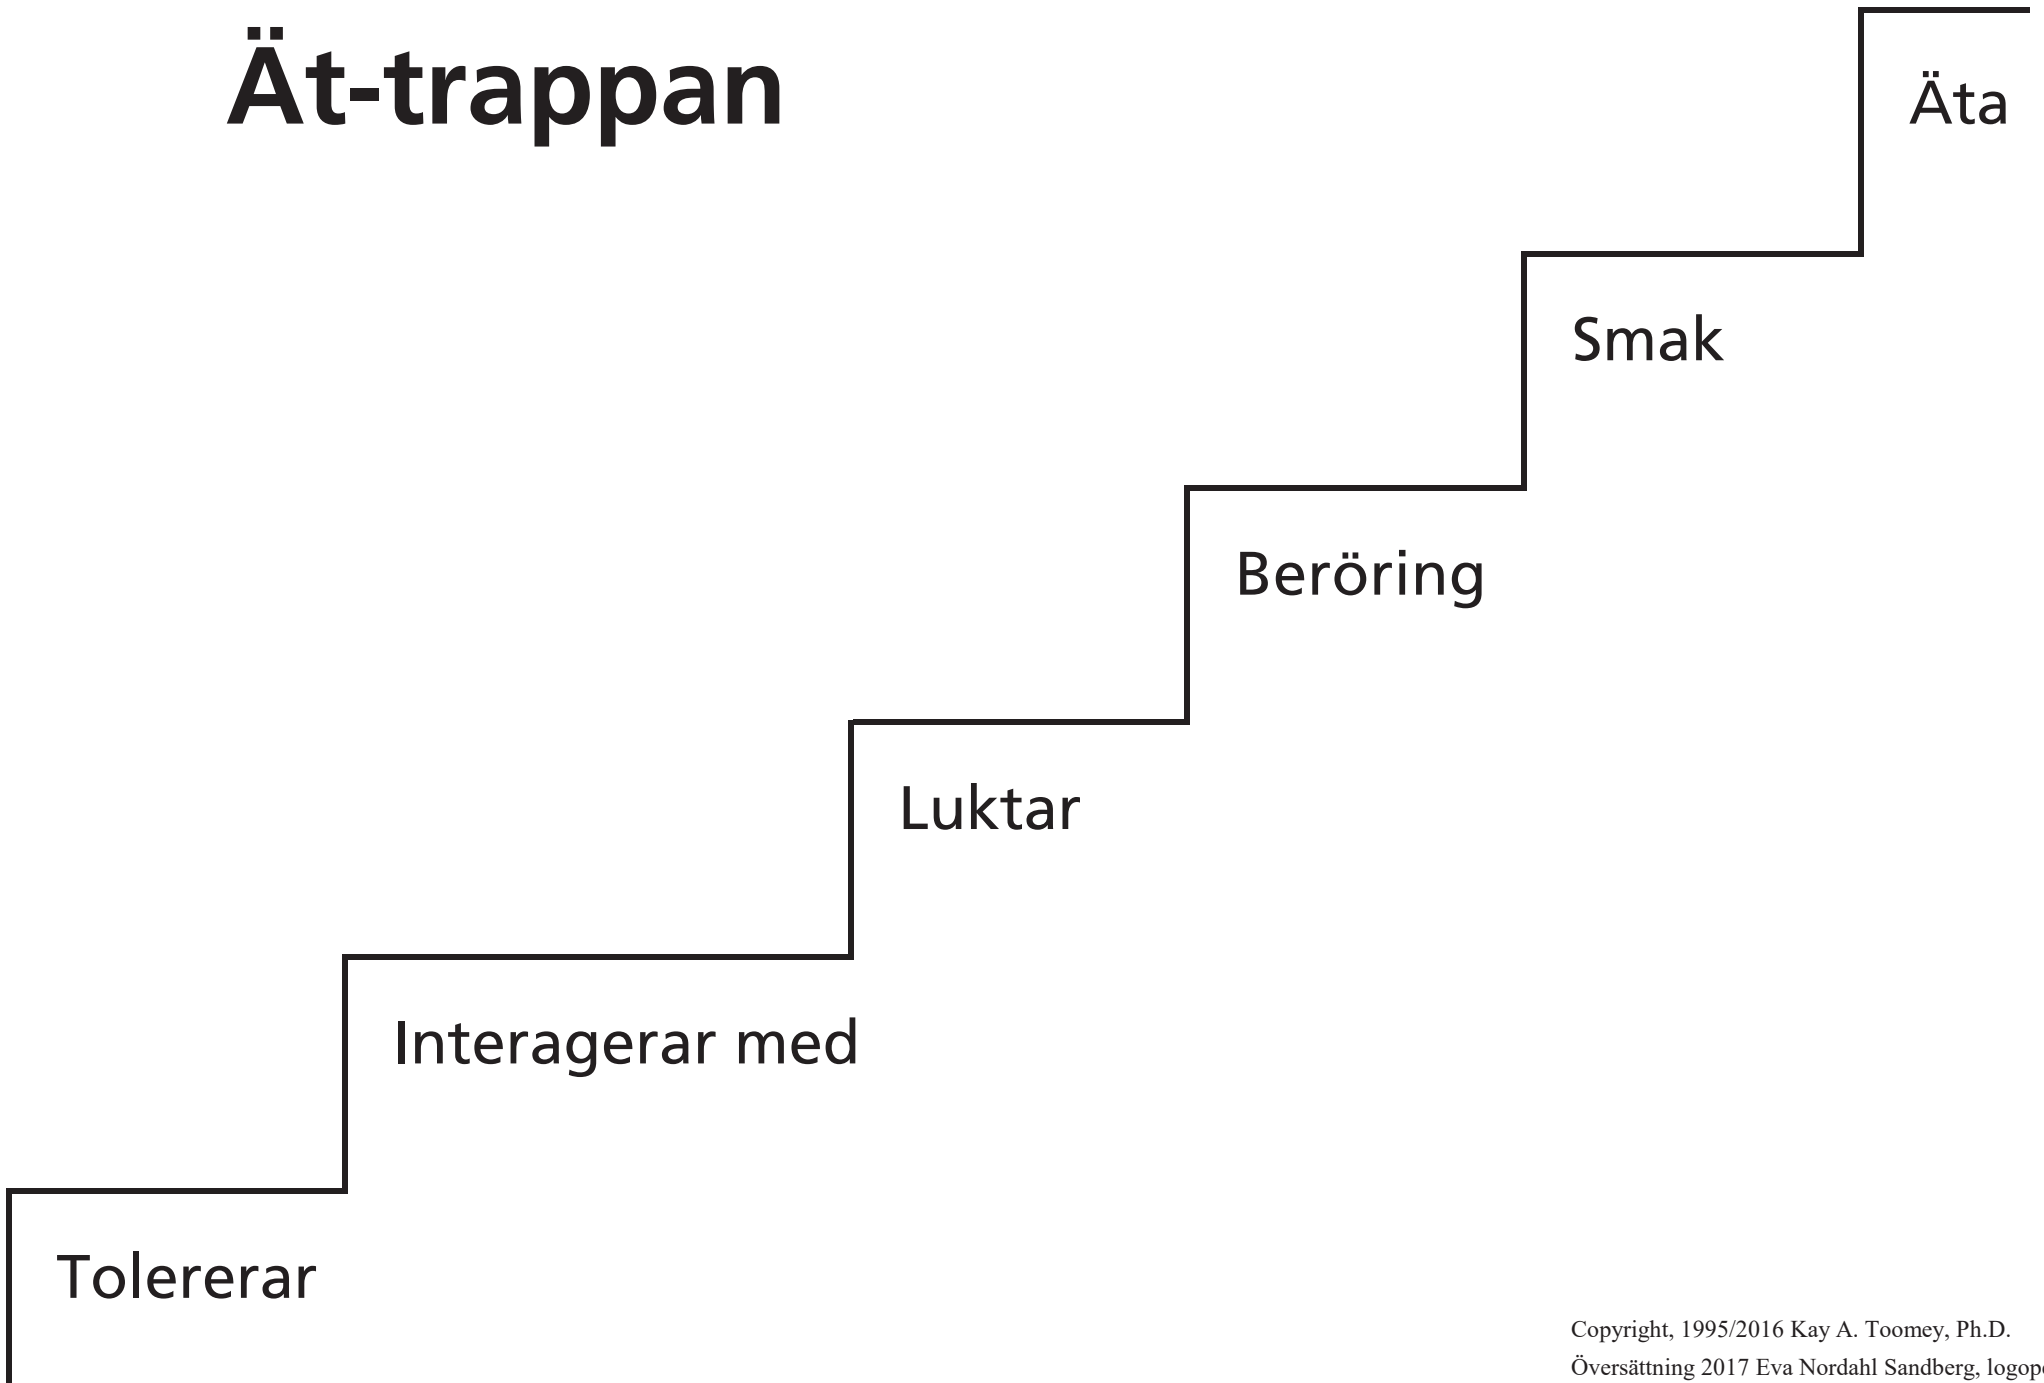 Ät-trappan
Äta
Smak
Beröring
Luktar
Interagerar med
Tolererar
Copyright, 1995/2016 Kay A. Toomey, Ph.D.
Översättning 2017 Eva Nordahl Sandberg,